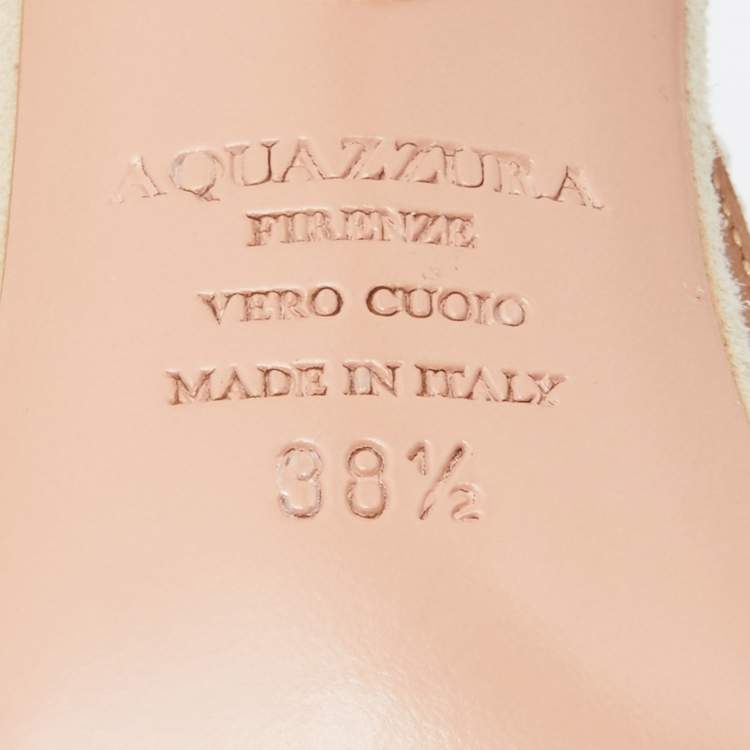 AQUAZZURA
FIRENZE
VERO CUOIO
MADE IN ITALY
38½